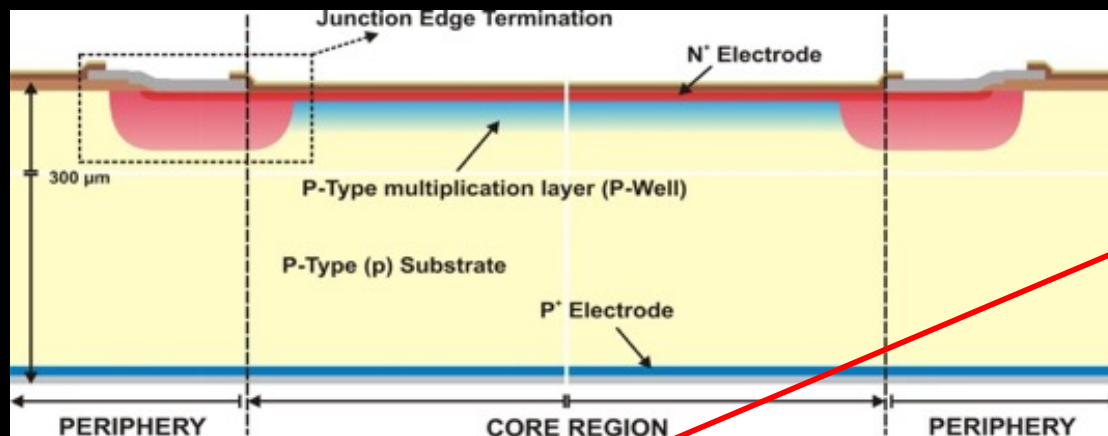 Junction Edge Termination
N⁺ Electrode
300 µm
P-Type multiplication layer (P-Well)
P-Type (p) Substrate
P⁺ Electrode
PERIPHERY
CORE REGION
PERIPHERY